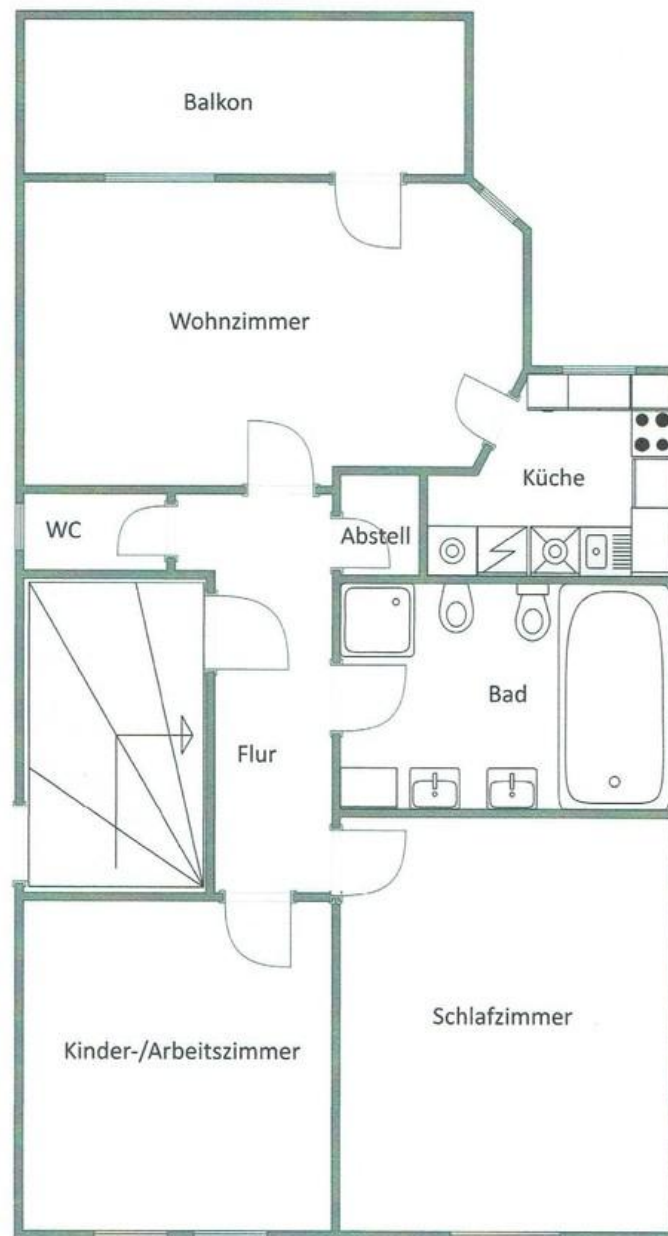 Balkon
Wohnzimmer
Küche
WC
Abstell
Bad
Flur
Schlafzimmer
Kinder-/Arbeitszimmer